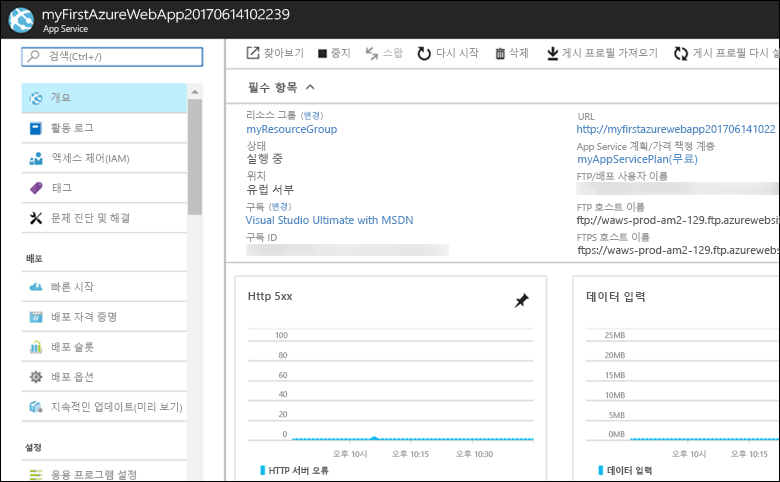 myFirstAzureWebApp20170614102239
App Service
검색(Ctrl+/)
개요
활동 로그
액세스 제어(IAM)
태그
문제 진단 및 해결
배포
빠른 시작
배포 자격 증명
배포 슬롯
배포 옵션
지속적인 업데이트(미리 보기)
설정
응용 프로그램 설정
찾아보기 중지 스왑 다시 시작 삭제 게시 프로필 가져오기 게시 프로필 다시 설
필수 항목
리소스 그룹 (변경)
myResourceGroup
상태
실행 중
위치
유럽 서부
구독 (변경)
Visual Studio Ultimate with MSDN
구독 ID
URL
http://myfirstazurewebapp201706141022
App Service 계획/가격 책정 계층
myAppServicePlan(무료)
FTP/배포 사용자 이름
FTP 호스트 이름
ftp://waws-prod-am2-129.ftp.azurewebsi
FTPS 호스트 이름
ftps://waws-prod-am2-129.ftp.azurewebs
Http 5xx
100
80
60
40
20
0
오후 10시 오후 10:15 오후 10:30
HTTP 서버 오류
데이터 입력
25MB
20MB
15MB
10MB
5MB
0MB
오후 10시 오후 10:15
데이터 입력